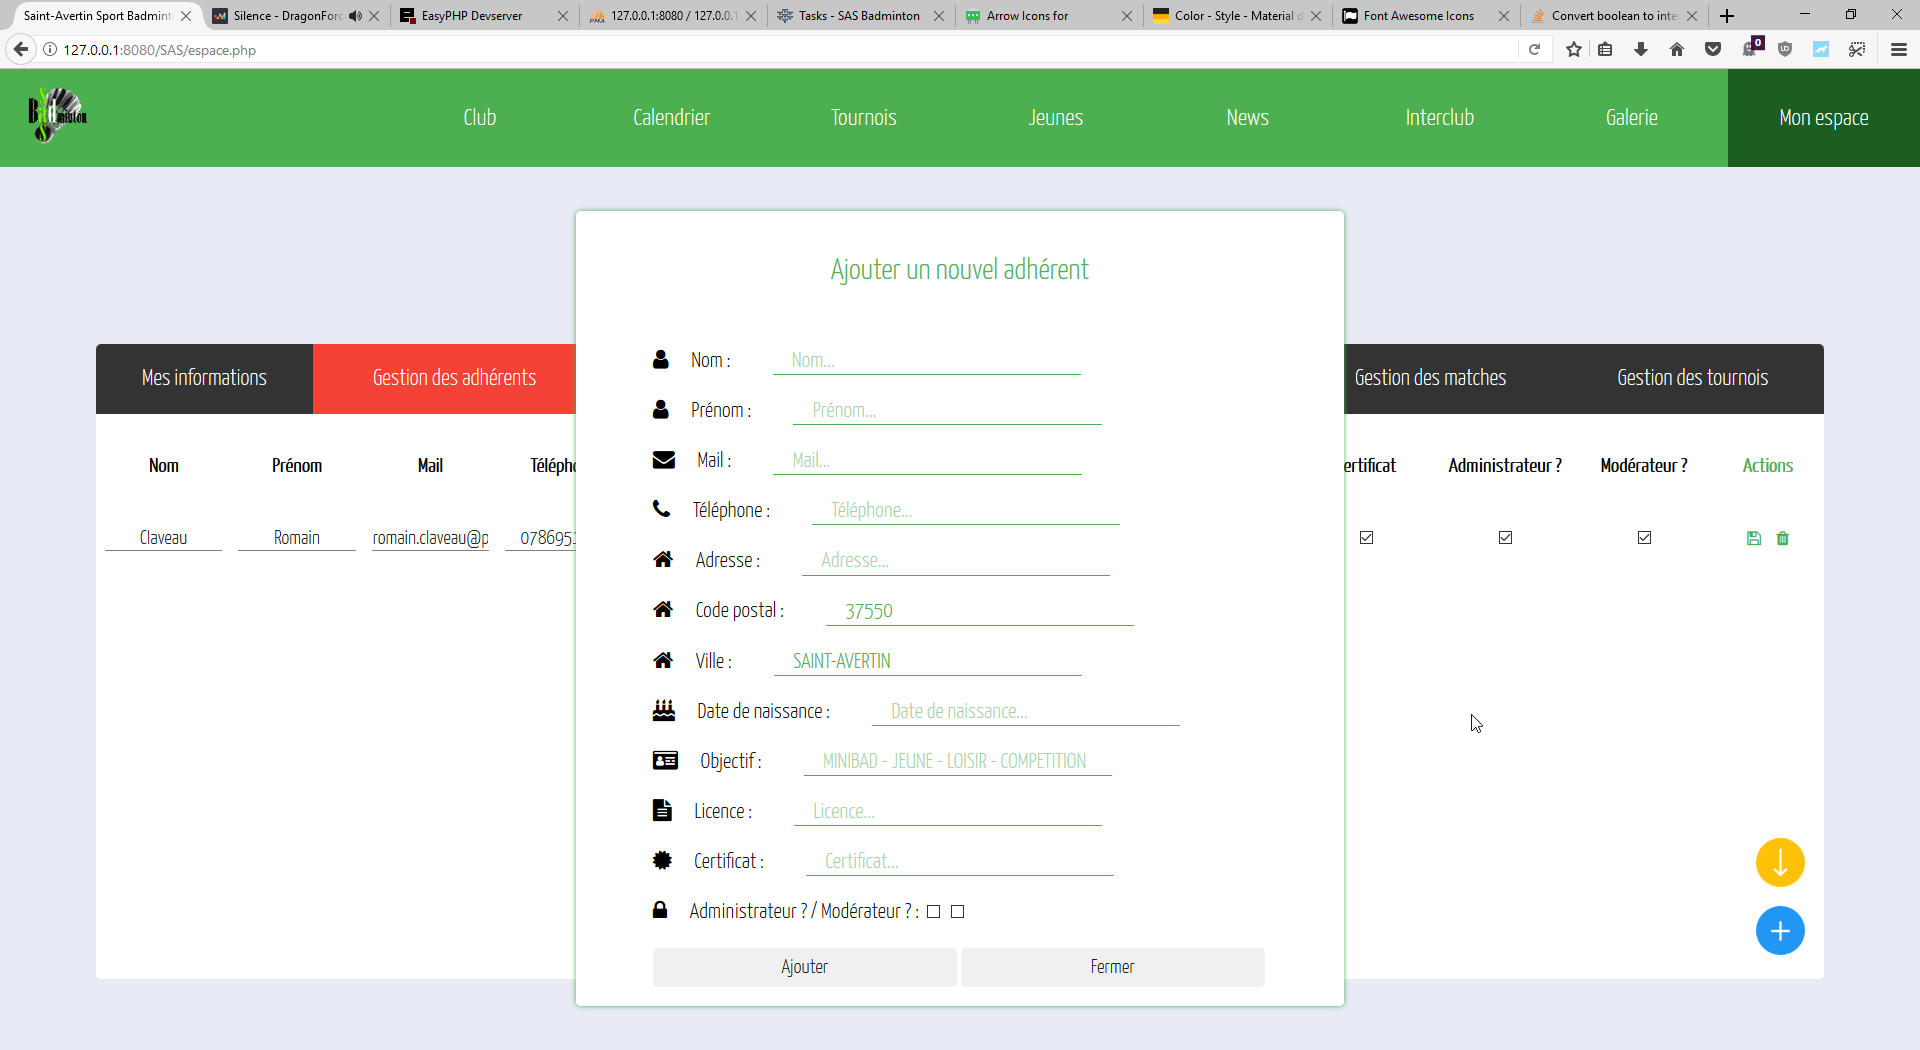 Saint-Avertin Sport Badmint
Silence - DragonForc
EasyPHP Devserver
127.0.0.1:8080 / 127.0.0.1
Tasks - SAS Badminton
Arrow Icons for
Color - Style - Material d
Font Awesome Icons
Convert boolean to inte
127.0.0.1:8080/SAS/espace.php
0
Badminton
Club
Calendrier
Tournois
Jeunes
News
Interclub
Galerie
Mon espace
Ajouter un nouvel adhérent
Mes informations
Gestion des adhérents
Gestion des matches
Gestion des tournois
Nom
Prénom
Mail
Télépho
ertificat
Administrateur ?
Modérateur ?
Actions
Claveau
Romain
romain.claveau@p
078695
Nom :
Nom...
Prénom :
Prénom...
Mail :
Mail...
Téléphone :
Téléphone...
Adresse :
Adresse...
Code postal :
37550
Ville :
SAINT-AVERTIN
Date de naissance :
Date de naissance...
Objectif :
MINIBAD - JEUNE - LOISIR - COMPETITION
Licence :
Licence...
Certificat :
Certificat...
Administrateur ? / Modérateur ? :
Ajouter
Fermer